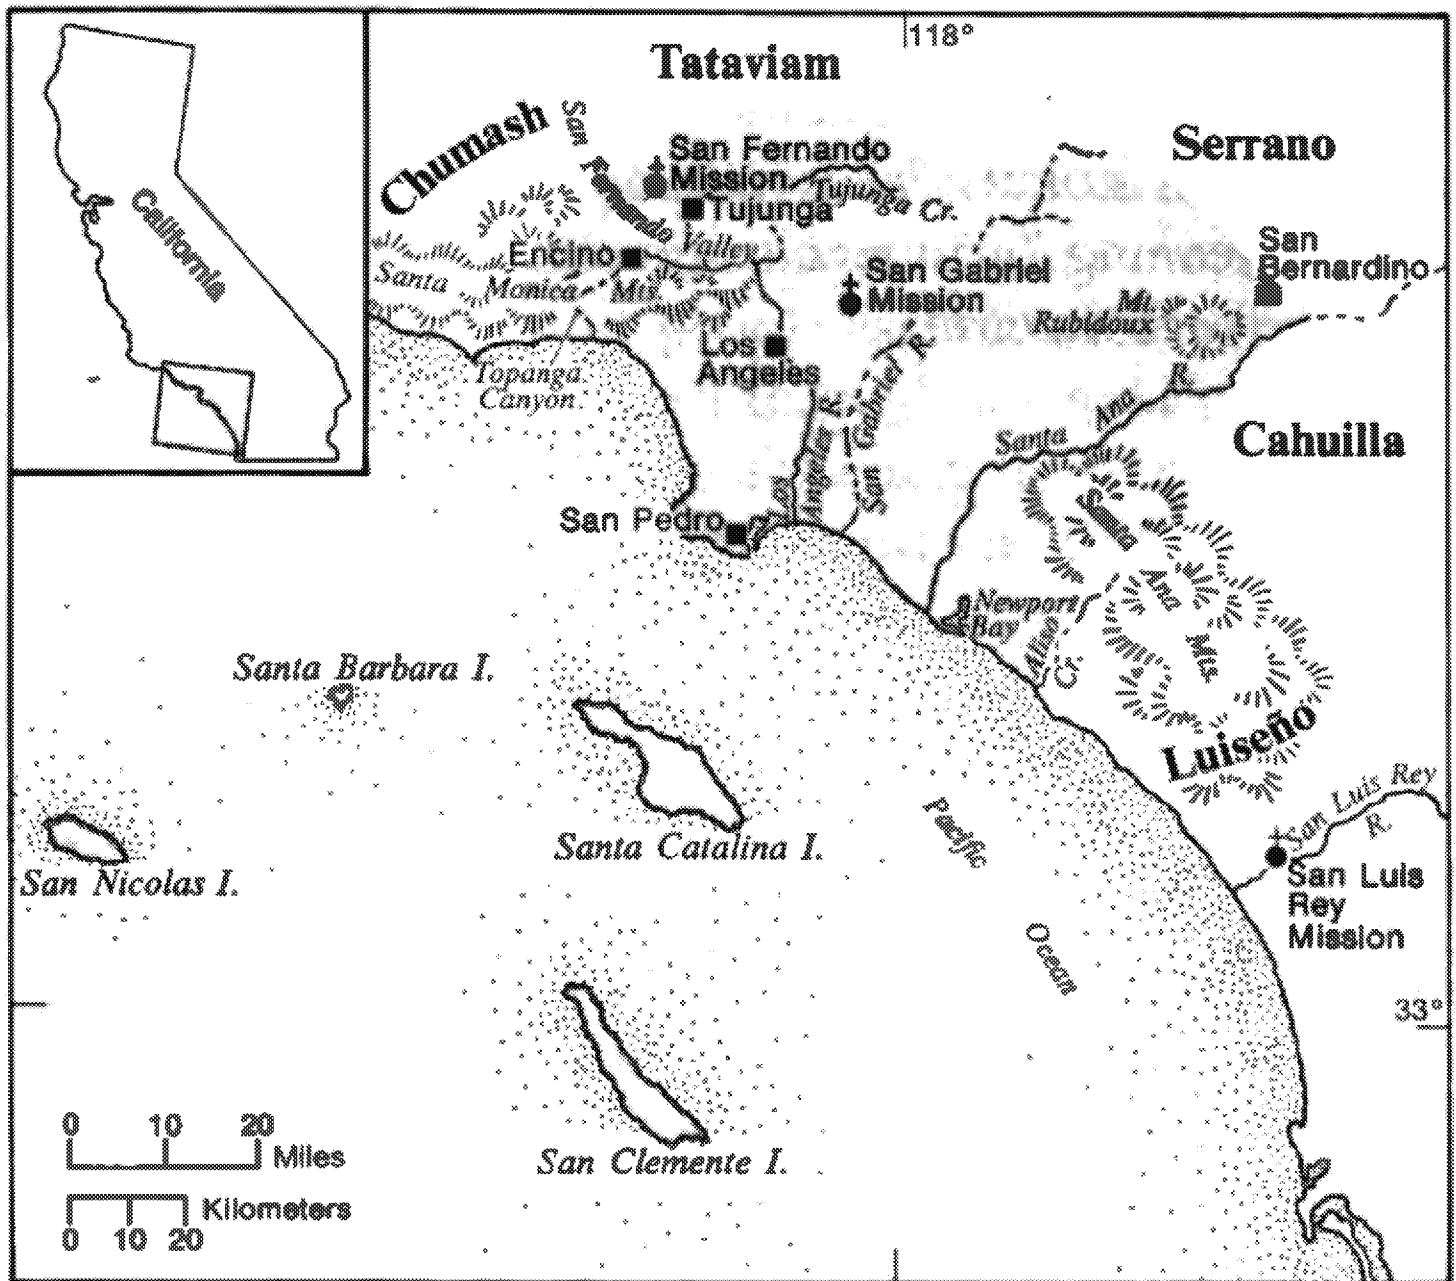 118°
Tataviam
Chumash
San
Fernando
Valley
San Fernando
Mission
Tujunga Cr.
Tujunga
Serrano
California
Encino
San
Bernardino
San Gabriel
Mission
Santa Monica Mts.
Mt.
Rubidoux
Los
Angeles
Topanga
Canyon
Los
Angeles R.
San
Gabriel R.
Santa Ana R.
Cahuilla
San Pedro
Santa
Ana
Mts.
Newport
Bay
Aliso
Cr.
Santa Barbara I.
Luiseño
San Luis Rey
R.
Santa Catalina I.
Pacific
Ocean
San Nicolas I.
San Luis
Rey
Mission
33°
San Clemente I.
0 10 20
Miles
Kilometers
0 10 20